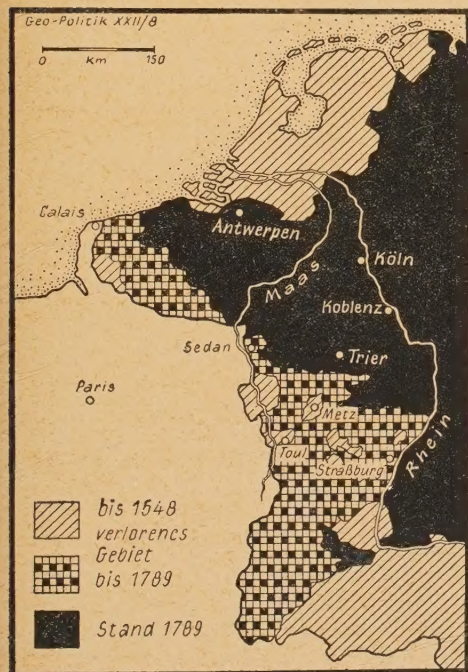 Geo-Politik XXII/8
0 Km 150
Calais
Antwerpen
Maas
Köln
Koblenz
Sedan
Trier
Paris
Metz
Toul
Straßburg
Rhein
bis 1548
verlorenes
Gebiet
bis 1789
Stand 1789